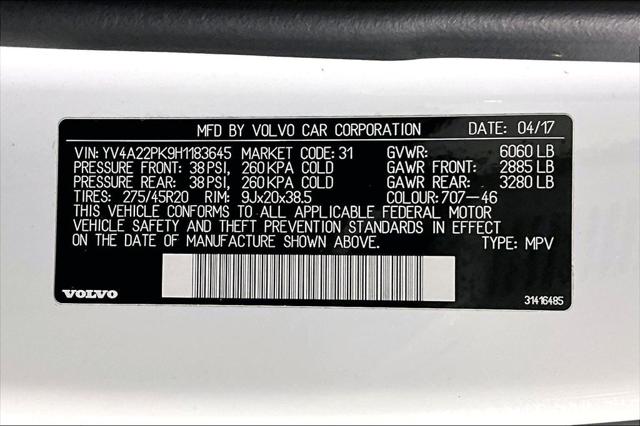 MFD BY VOLVO CAR CORPORATION DATE: 04/17
VIN: YV4A22PK9H1183645 MARKET CODE: 31 GVWR: 6060 LB
PRESSURE FRONT: 38 PSI, 260 KPA COLD GAWR FRONT: 2885 LB
PRESSURE REAR: 38 PSI, 260 KPA COLD GAWR REAR: 3280 LB
TIRES: 275/45R20 RIM: 9Jx20x38.5 COLOUR: 707-46
THIS VEHICLE CONFORMS TO ALL APPLICABLE FEDERAL MOTOR
VEHICLE SAFETY AND THEFT PREVENTION STANDARDS IN EFFECT
ON THE DATE OF MANUFACTURE SHOWN ABOVE. TYPE: MPV
VOLVO 31416485